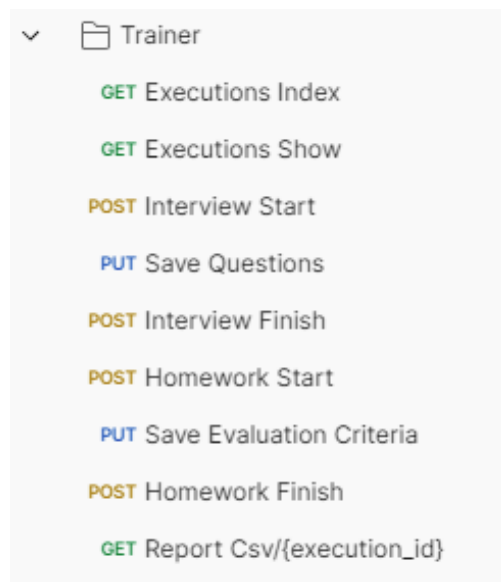 Trainer
GET Executions Index
GET Executions Show
POST Interview Start
PUT Save Questions
POST Interview Finish
POST Homework Start
PUT Save Evaluation Criteria
POST Homework Finish
GET Report Csv/{execution_id}